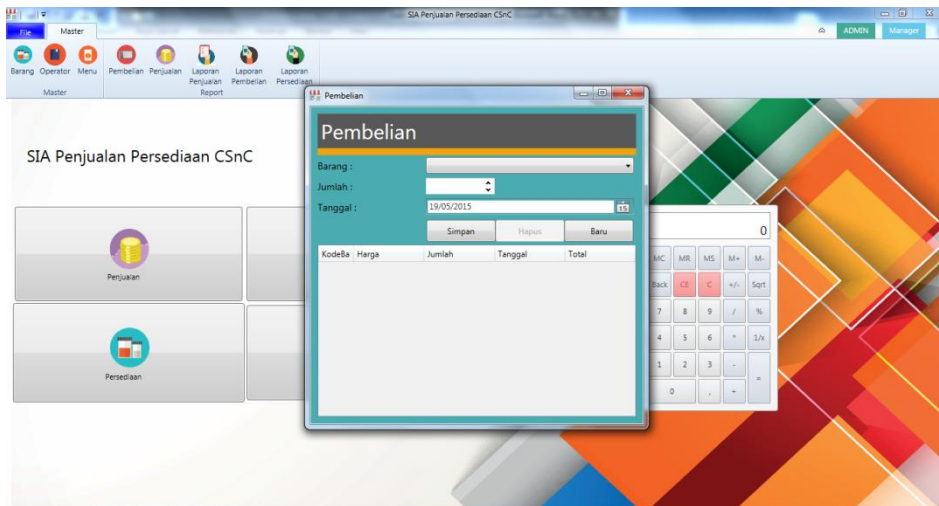 SIA Penjualan Persediaan CSnC
File
Master
ADMIN
Manager
Barang
Operator
Menu
Pembelian
Penjualan
Laporan Penjualan
Laporan Pembelian
Laporan Persediaan
Master
Report
SIA Penjualan Persediaan CSnC
Penjualan
Persediaan
Pembelian
Pembelian
Barang :
Jumlah :
Tanggal :
19/05/2015
15
Simpan
Hapus
Baru
KodeBa Harga Jumlah Tanggal Total
0
MC MR MS M+ M-
Back CE C +/- Sqrt
7 8 9 / %
4 5 6 * 1/x
1 2 3 - =
0 , +